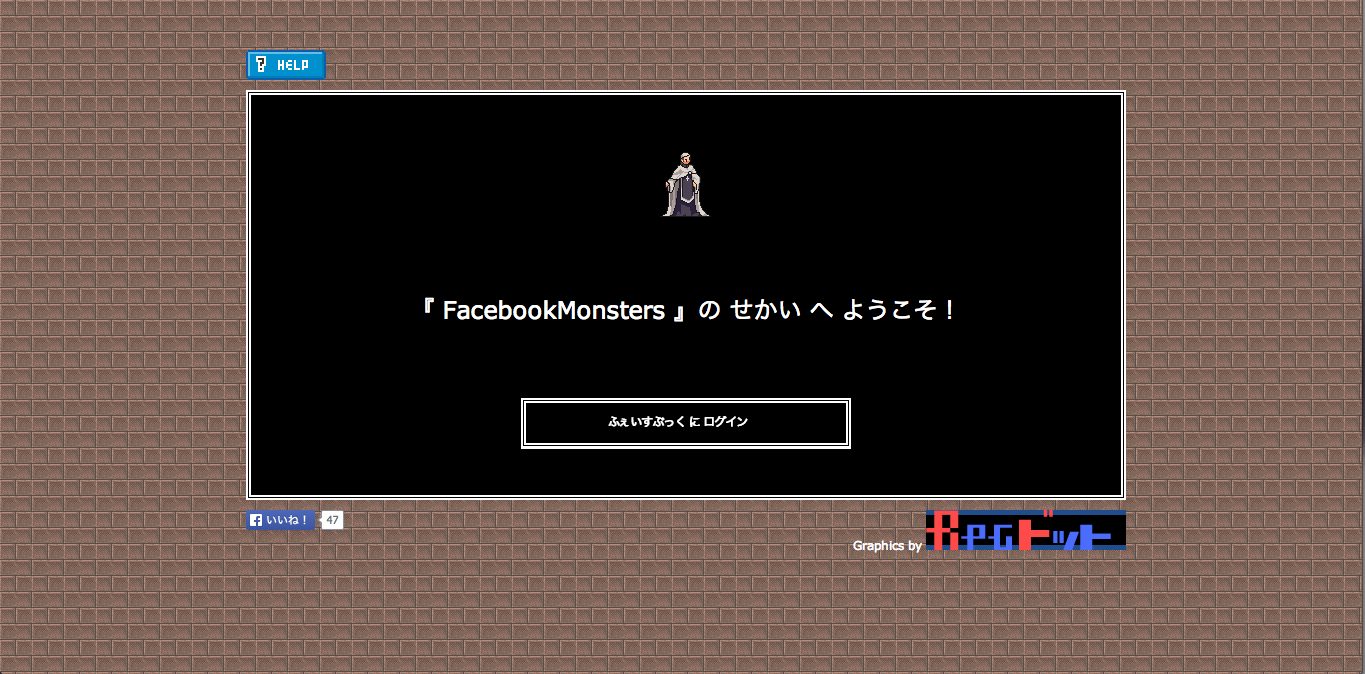 ? HELP
『 FacebookMonsters 』の せかい へ ようこそ！
ふぇいすぶっく に ログイン
いいね！ 47
Graphics by RPGドット